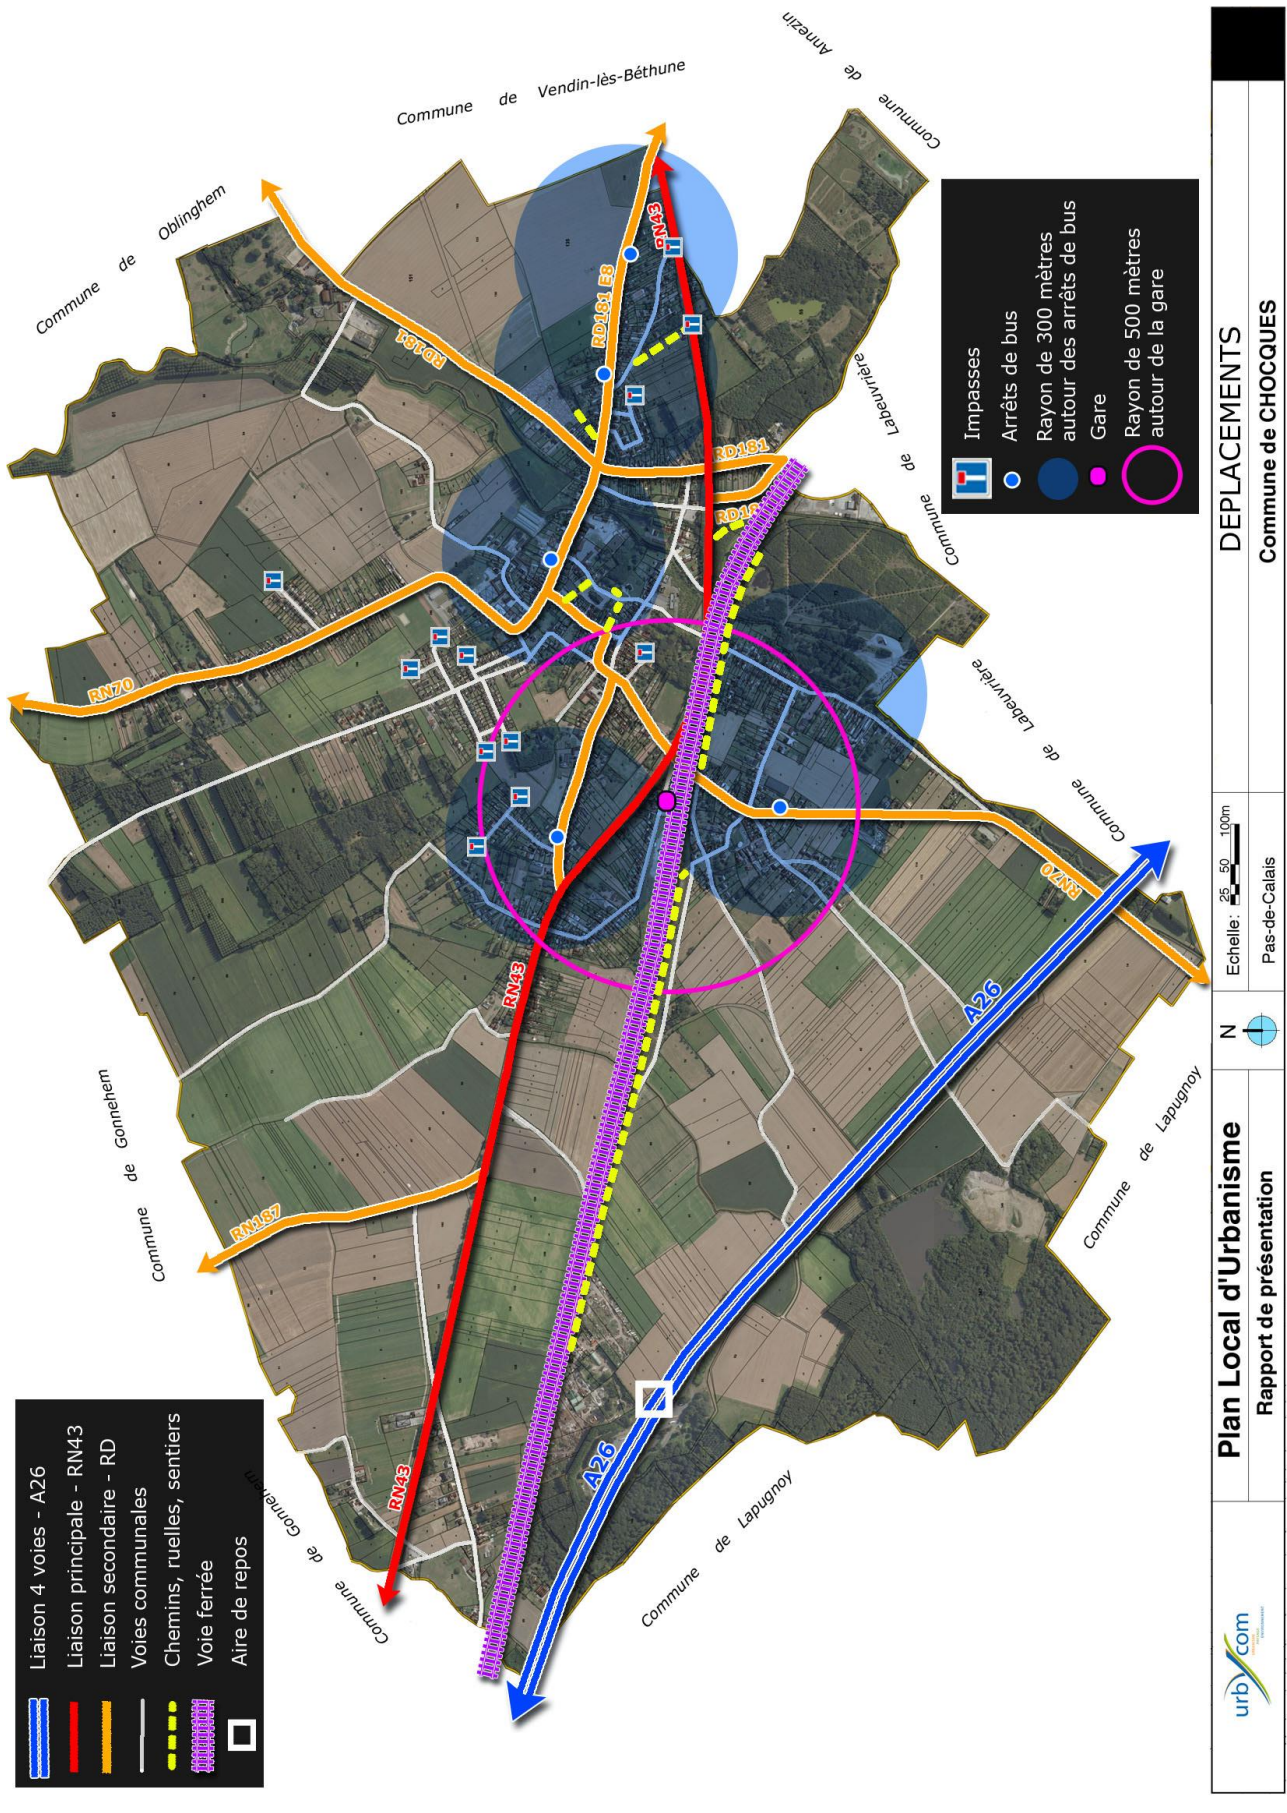 Liaison 4 voies - A26
Liaison principale - RN43
Liaison secondaire - RD
Voies communales
Chemins, ruelles, sentiers
Voie ferrée
Aire de repos
Commune de Gonnehem
Commune de Gonnehem
Commune de Oblinghem
Commune de Vendin-lès-Béthune
Commune de Annezin
Commune de Labeuvrière
Commune de Labeuvrière
Commune de Lapugnoy
Commune de Lapugnoy
RN43
RN43
RN43
RN187
RN70
RN70
RD181
RD181 E8
RD181
RD18
A26
A26
Impasses
Arrêts de bus
Rayon de 300 mètres
autour des arrêts de bus
Gare
Rayon de 500 mètres
autour de la gare
urbycom
Plan Local d'Urbanisme
Rapport de présentation
N
Echelle: 25 50 100m
Pas-de-Calais
DEPLACEMENTS
Commune de CHOCQUES